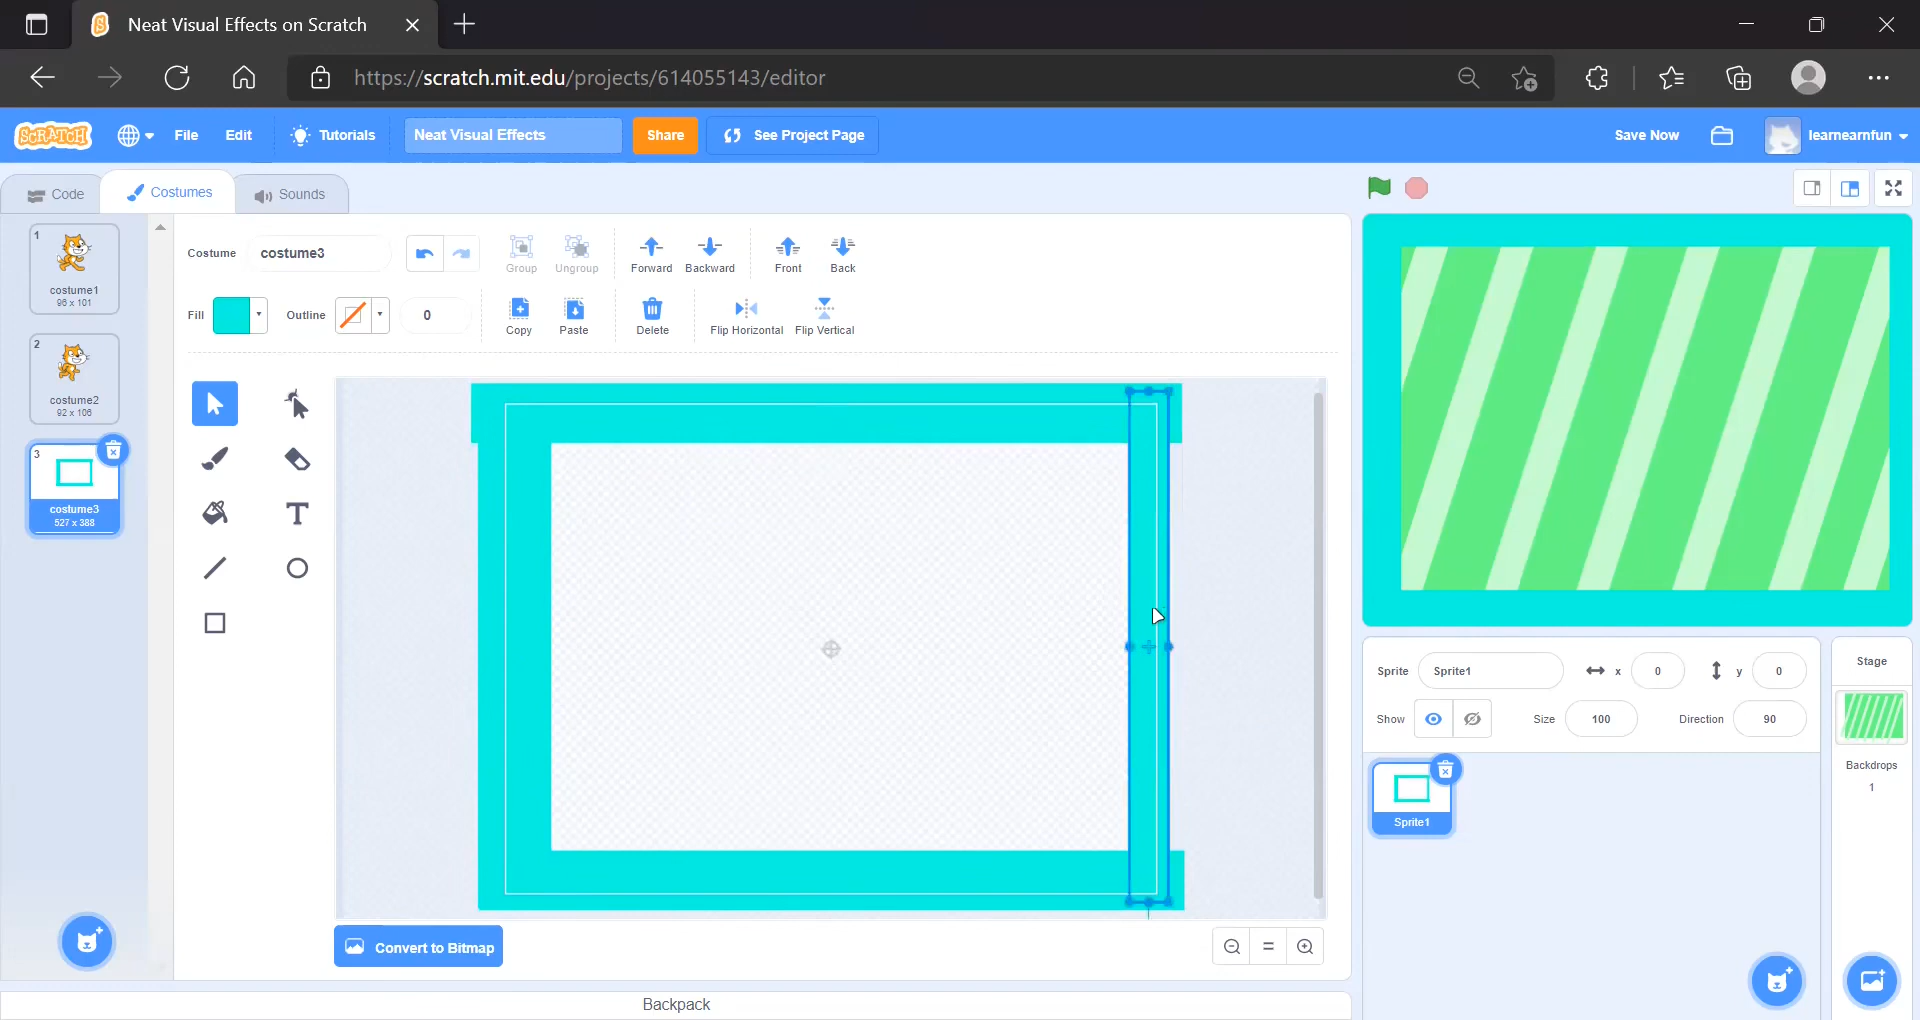 Neat Visual Effects on Scratch
https://scratch.mit.edu/projects/614055143/editor
SCRATCH
File
Edit
Tutorials
Neat Visual Effects
Share
See Project Page
Save Now
learnearnfun
Code
Costumes
Sounds
1
costume1
96 x 101
2
costume2
92 x 106
3
costume3
527 x 388
Costume
costume3
Group
Ungroup
Forward
Backward
Front
Back
Fill
Outline
0
Copy
Paste
Delete
Flip Horizontal
Flip Vertical
T
Convert to Bitmap
Backpack
Sprite
Sprite1
x
0
y
0
Show
Size
100
Direction
90
Sprite1
Stage
Backdrops
1